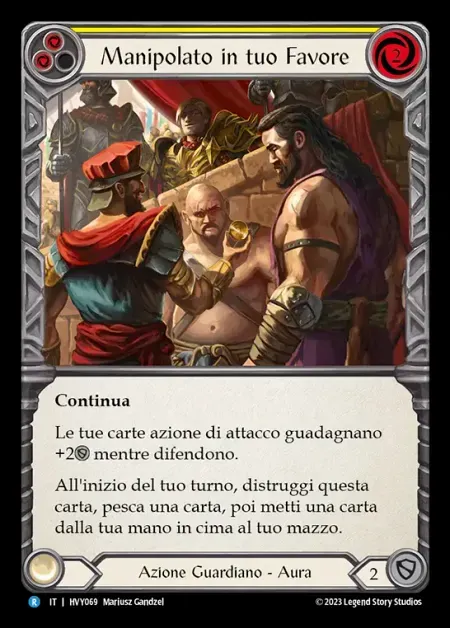 Manipolato in tuo Favore
2
Continua
Le tue carte azione di attacco guadagnano
+2 mentre difendono.
All'inizio del tuo turno, distruggi questa
carta, pesca una carta, poi metti una carta
dalla tua mano in cima al tuo mazzo.
Azione Guardiano - Aura
2
R IT | HVY069 Mariusz Gandzel
© 2023 Legend Story Studios